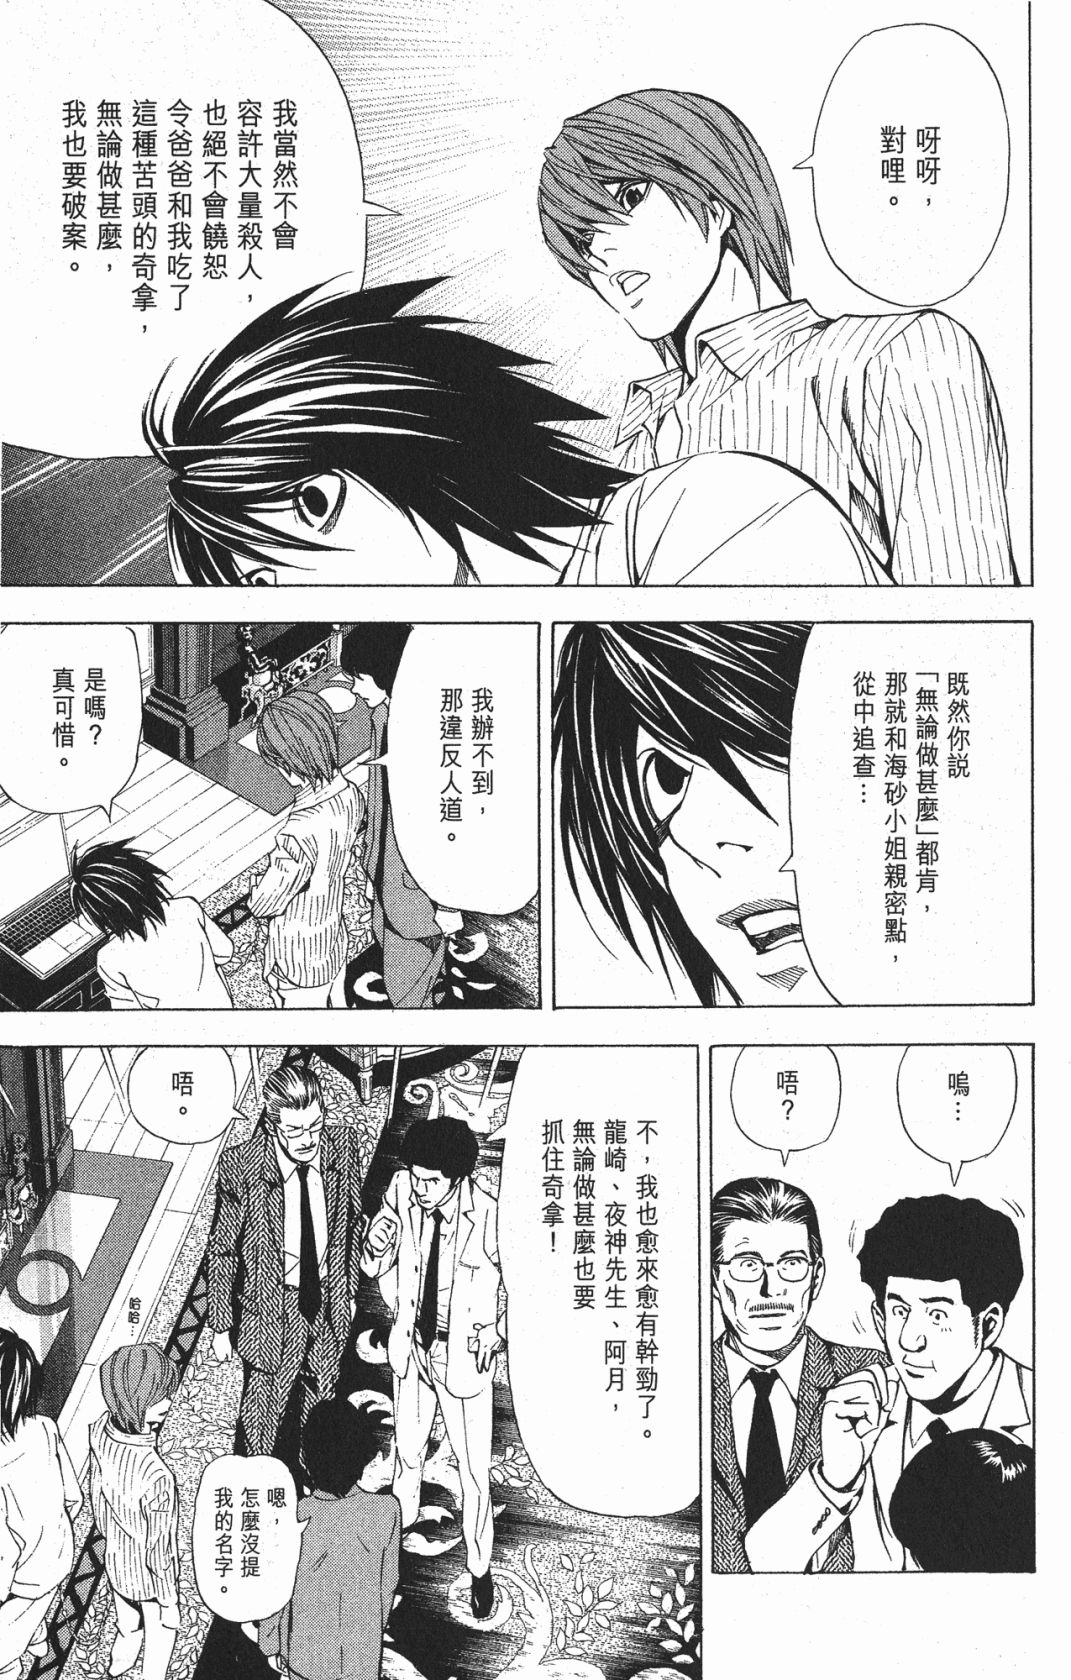 呀呀，
對哩。
我當然不會
容許大量殺人，
也絕不會饒恕
令爸爸和我吃了
這種苦頭的奇拿，
無論做甚麼，
我也要破案。
既然你說
「無論做甚麼」都肯，
那就和海砂小姐親密點，
從中追查…
我辦不到，
那違反人道。
是嗎？
真可惜。
嗚…
唔？
不，我也愈來愈有幹勁了。
龍崎、夜神先生、阿月，
無論做甚麼也要
抓住奇拿！
唔。
哈哈…
嗯，
怎麼沒提
我的名字。